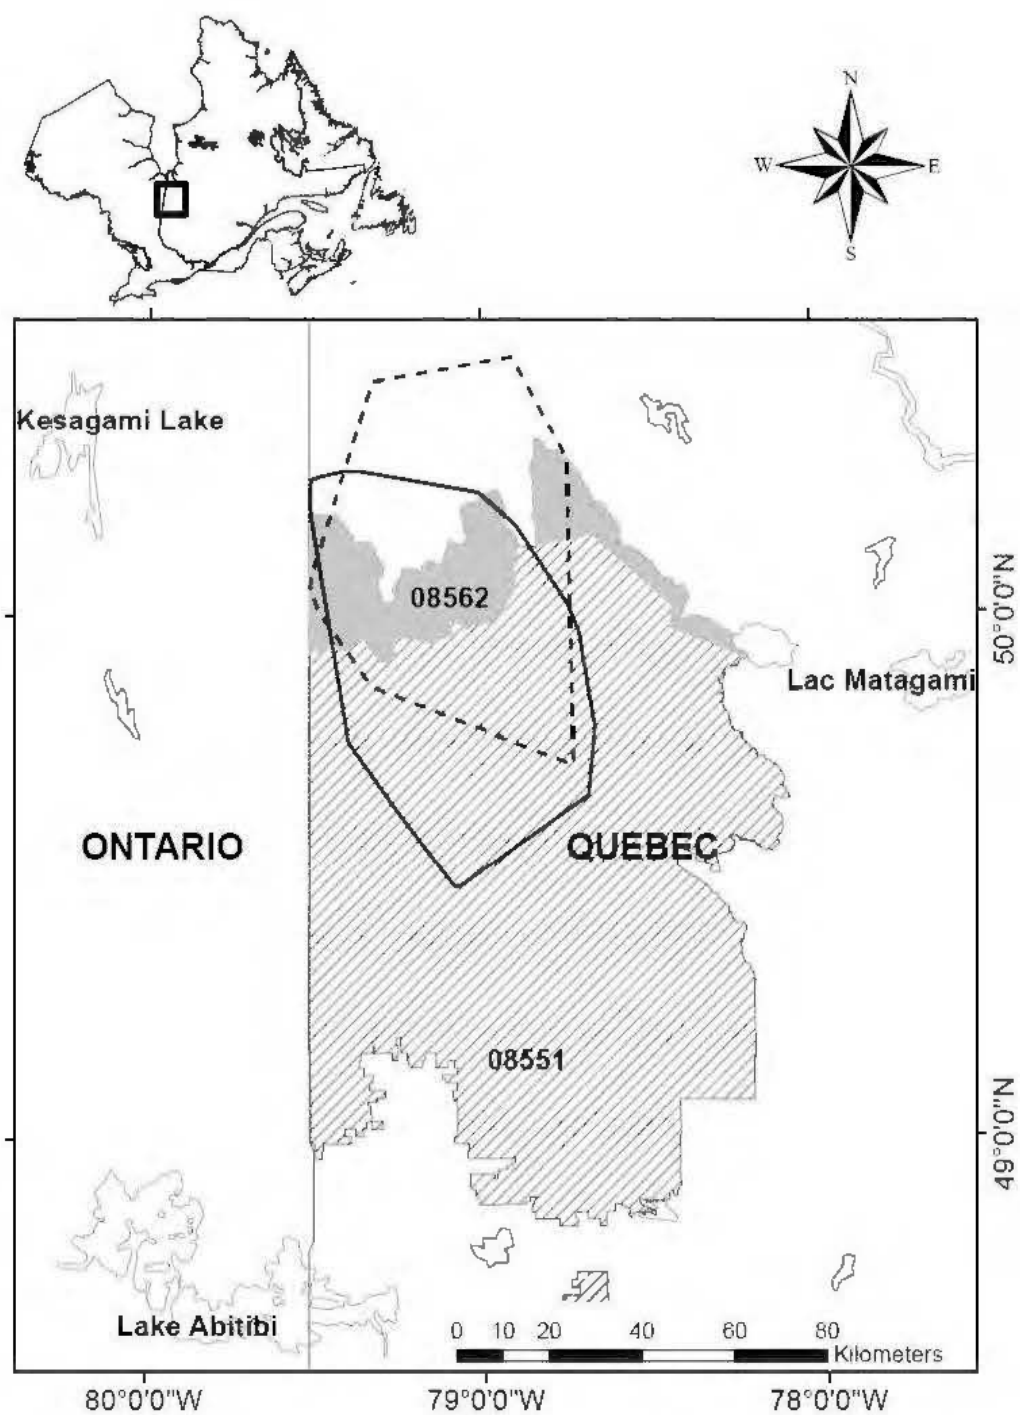 N
W E
S
Kesagami Lake
08562
50°0'0"N
Lac Matagami
ONTARIO
QUEBEC
08551
49°0'0"N
Lake Abitibi
0 10 20 40 60 80
Kilometers
80°0'0"W 79°0'0"W 78°0'0"W